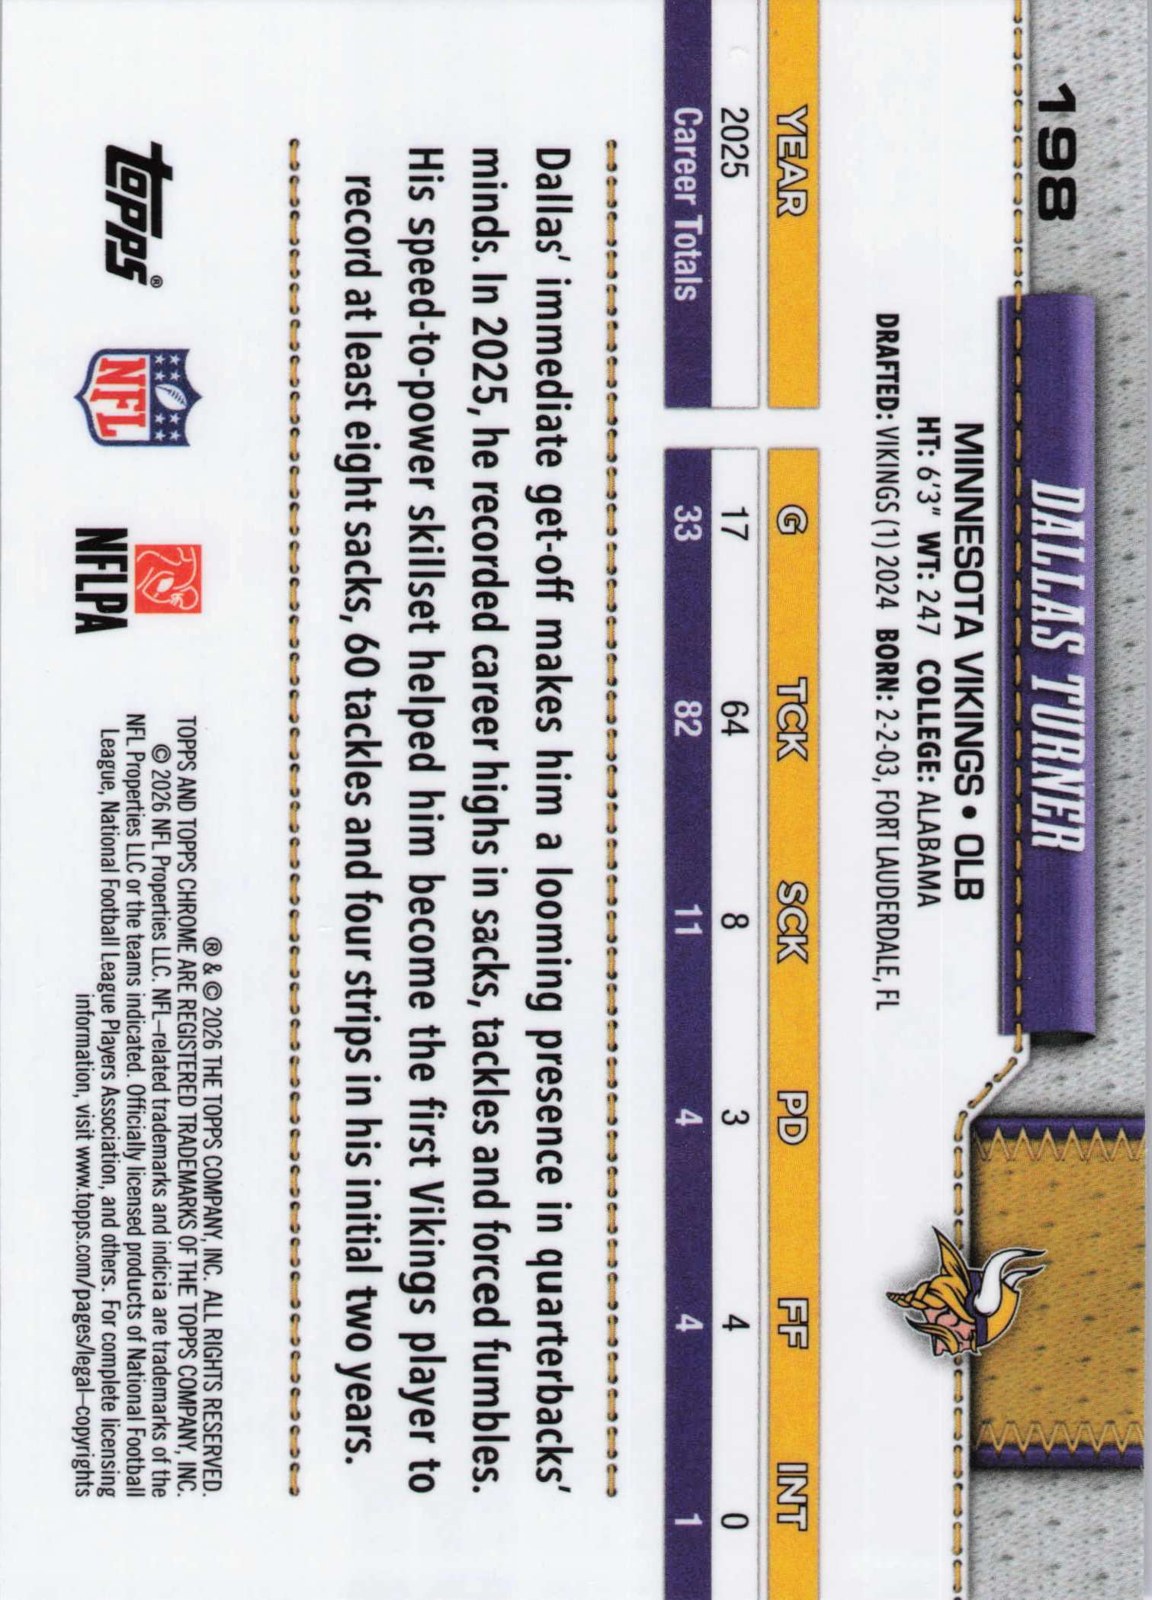 198
DALLAS TURNER
MINNESOTA VIKINGS • OLB
HT: 6'3" WT: 247 COLLEGE: ALABAMA
DRAFTED: VIKINGS (1) 2024 BORN: 2-2-03, FORT LAUDERDALE, FL
YEAR G TCK SCK PD FF INT
2025 17 64 8 3 4 0
Career Totals 33 82 11 4 4 1
Dallas' immediate get-off makes him a looming presence in quarterbacks'
minds. In 2025, he recorded career highs in sacks, tackles and forced fumbles.
His speed-to-power skillset helped him become the first Vikings player to
record at least eight sacks, 60 tackles and four strips in his initial two years.
topps®
NFL
NFLPA
® & © 2026 THE TOPPS COMPANY, INC. ALL RIGHTS RESERVED.
TOPPS AND TOPPS CHROME ARE REGISTERED TRADEMARKS OF THE TOPPS COMPANY, INC.
© 2026 NFL Properties LLC. NFL-related trademarks and indicia are trademarks of the
NFL Properties LLC or the teams indicated. Officially licensed products of National Football
League, National Football League Players Association, and others. For complete licensing
information, visit www.topps.com/pages/legal-copyrights